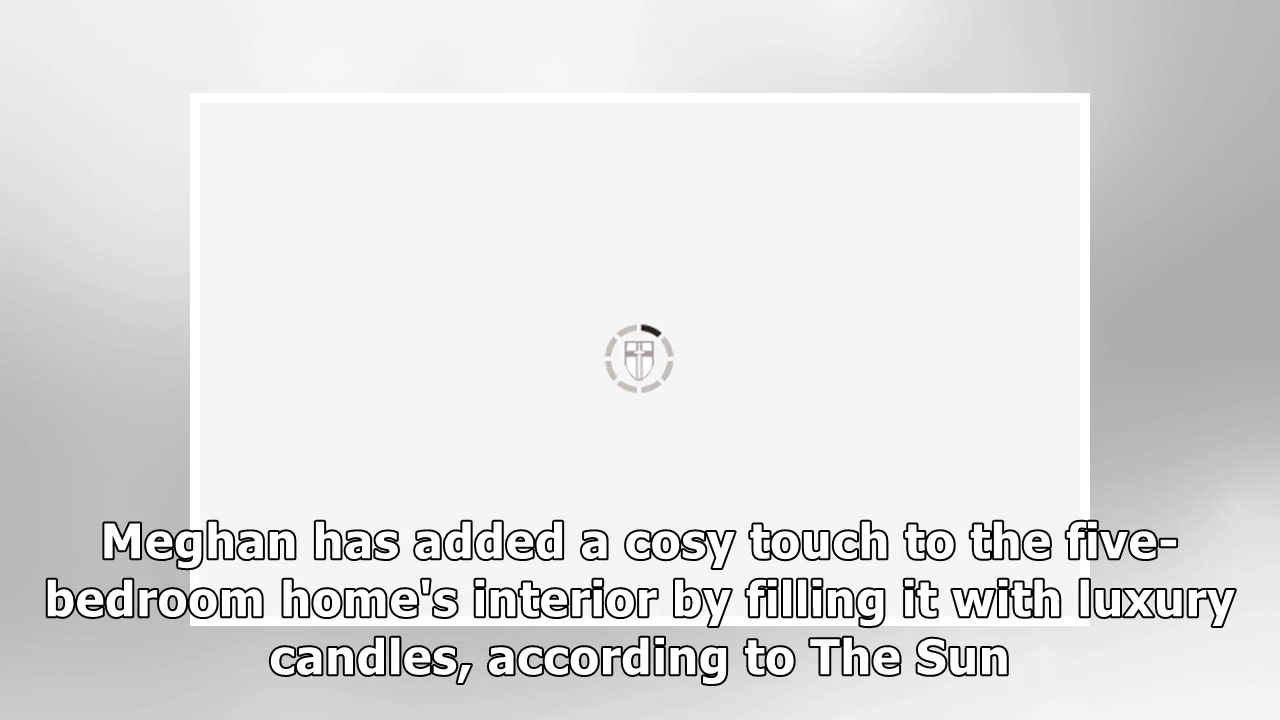 Meghan has added a cosy touch to the five-
bedroom home's interior by filling it with luxury
candles, according to The Sun